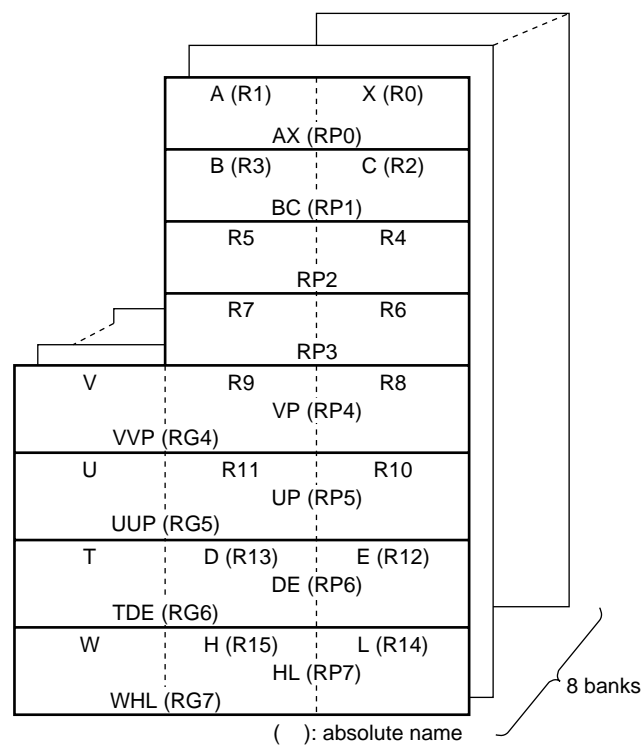 A (R1) X (R0)
AX (RP0)
B (R3) C (R2)
BC (RP1)
R5 R4
RP2
R7 R6
RP3
V R9 R8
VP (RP4)
VVP (RG4)
U R11 R10
UP (RP5)
UUP (RG5)
T D (R13) E (R12)
DE (RP6)
TDE (RG6)
W H (R15) L (R14)
HL (RP7)
WHL (RG7)
8 banks
( ): absolute name